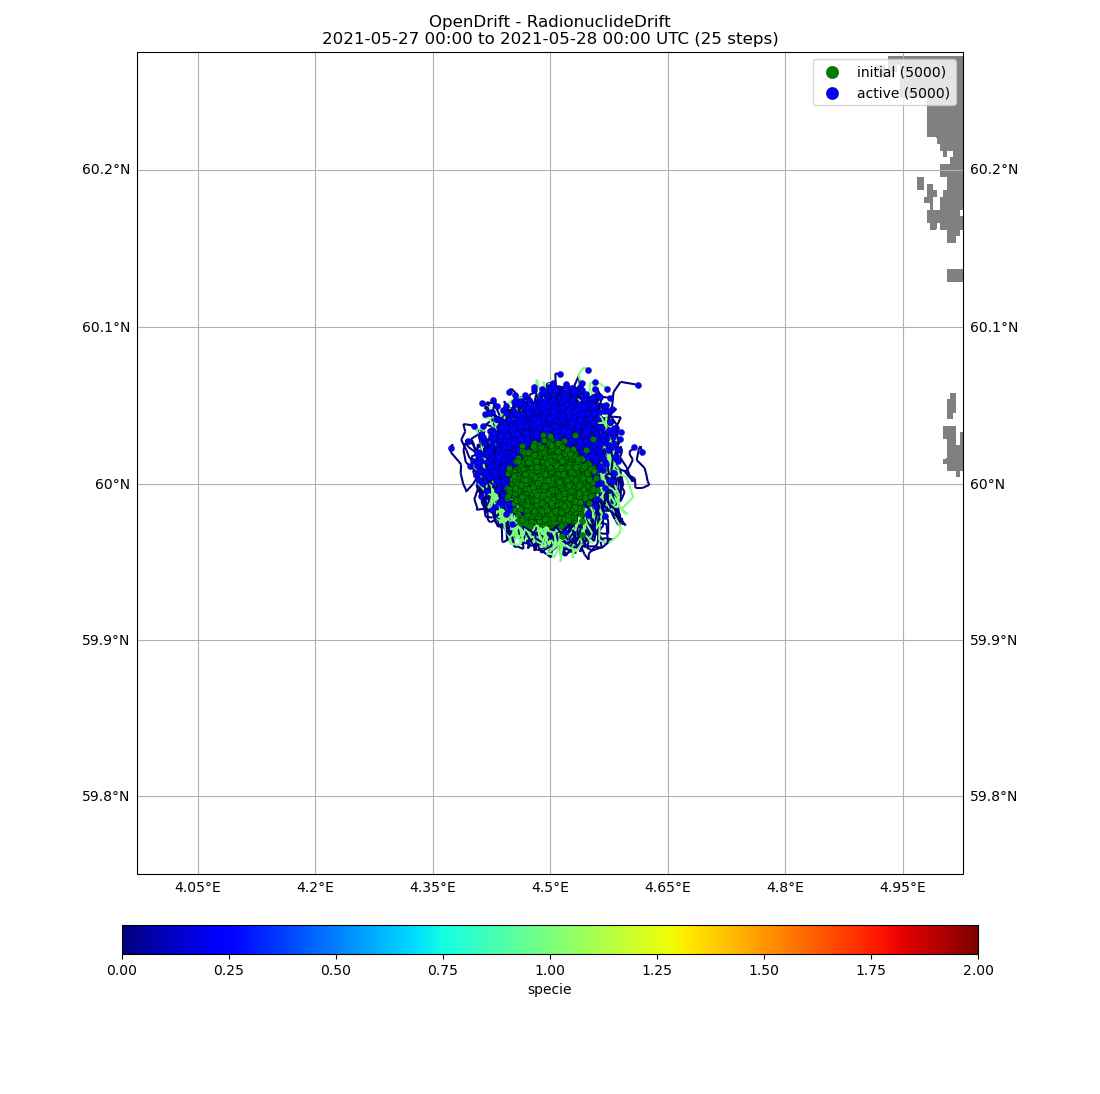 OpenDrift - RadionuclideDrift
2021-05-27 00:00 to 2021-05-28 00:00 UTC (25 steps)
initial (5000)
active (5000)
60.2°N 60.2°N
60.1°N 60.1°N
60°N 60°N
59.9°N 59.9°N
59.8°N 59.8°N
4.05°E 4.2°E 4.35°E 4.5°E 4.65°E 4.8°E 4.95°E
0.00 0.25 0.50 0.75 1.00 1.25 1.50 1.75 2.00
specie